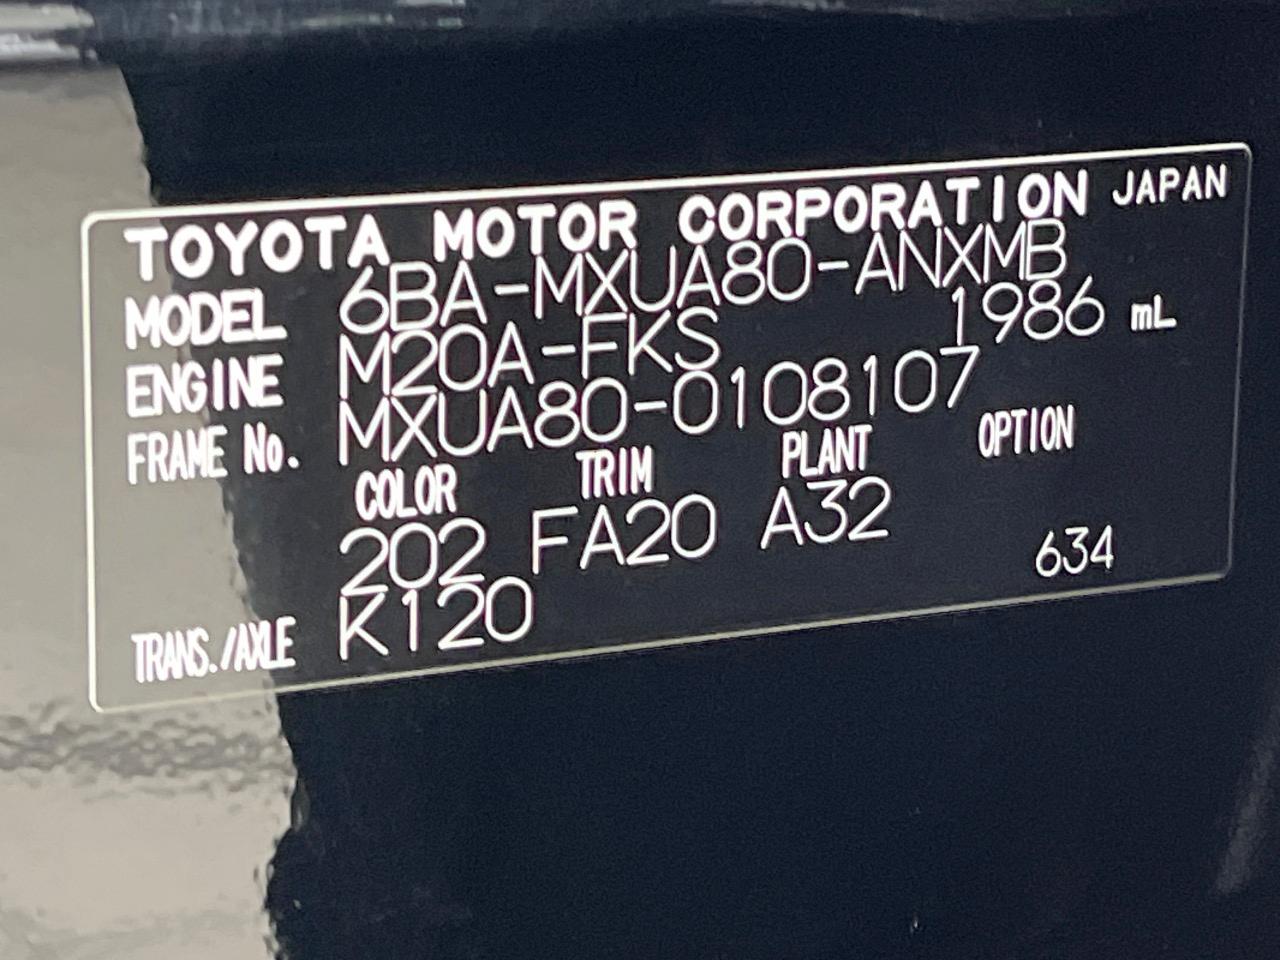 TOYOTA MOTOR CORPORATION JAPAN
MODEL 6BA-MXUA80-ANXMB
ENGINE M20A-FKS 1986 mL
FRAME No. MXUA80-0108107
COLOR TRIM PLANT OPTION
202 FA20 A32
634
TRANS./AXLE K120